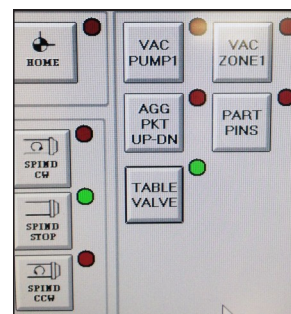 HOME
VAC
PUMP1
VAC
ZONE1
AGG
PKT
UP-DN
PART
PINS
SPIND
CW
TABLE
VALVE
SPIND
STOP
SPIND
CCW